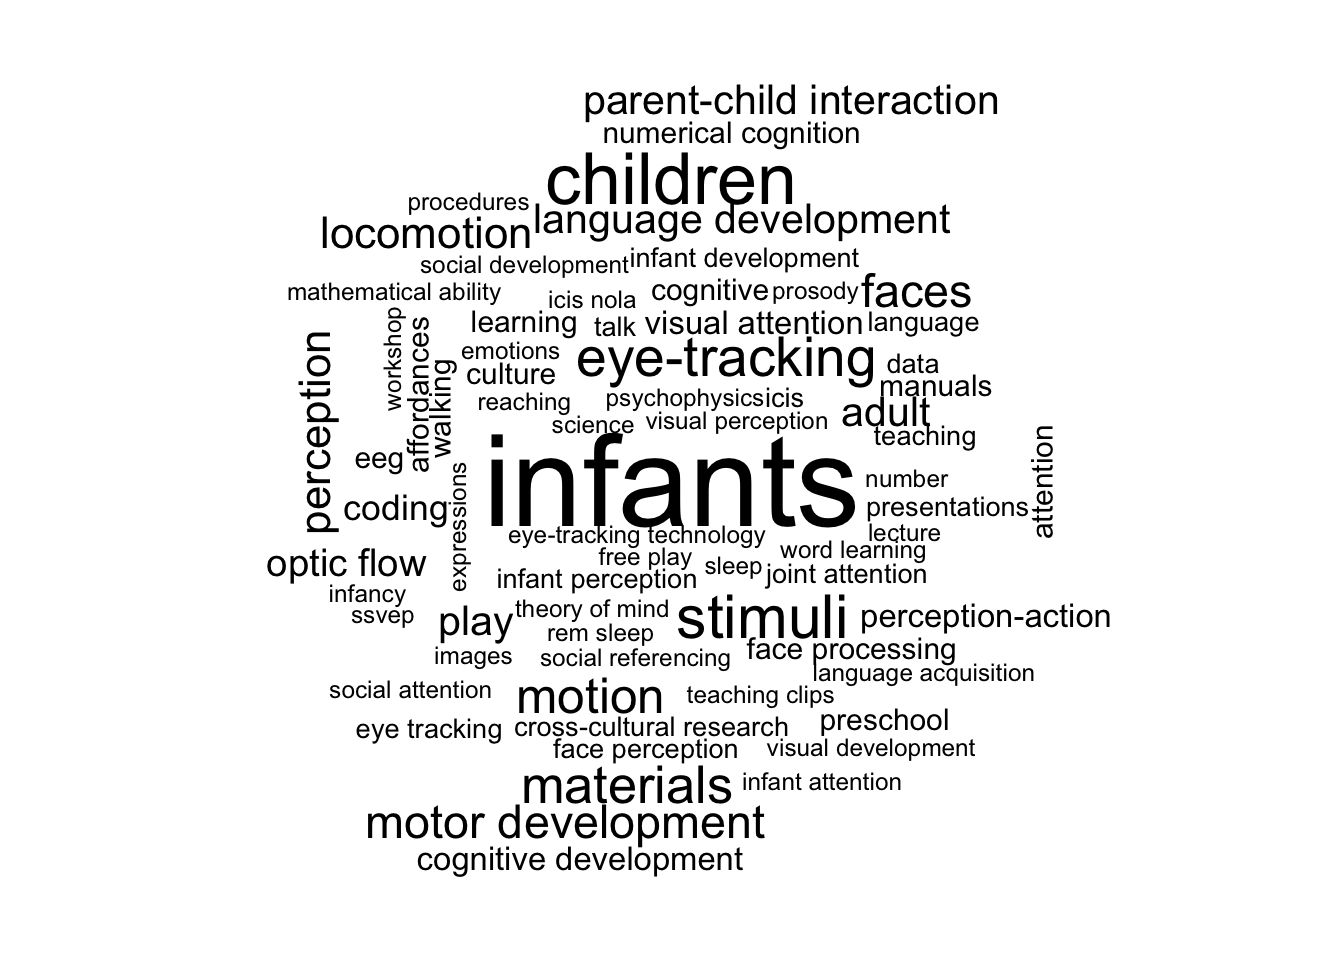 parent-child interaction
numerical cognition
children
procedures
language development
locomotion
infant development
social development
mathematical ability
icis nola
cognitive
prosody
faces
learning
talk
visual attention
language
workshop
affordances
walking
perception
emotions
eye-tracking
data
culture
manuals
reaching
psychophysics
icis
adult
science
visual perception
teaching
eeg
infants
number
attention
coding
expressions
presentations
eye-tracking technology
lecture
free play
word learning
optic flow
infant perception
sleep
joint attention
infancy
ssvep
play
theory of mind
stimuli
perception-action
rem sleep
images
social referencing
face processing
language acquisition
social attention
motion
teaching clips
eye tracking
cross-cultural research
preschool
face perception
visual development
materials
infant attention
motor development
cognitive development